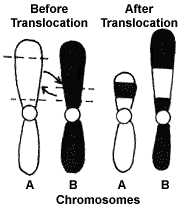 Before Translocation
After Translocation
A B A B
Chromosomes